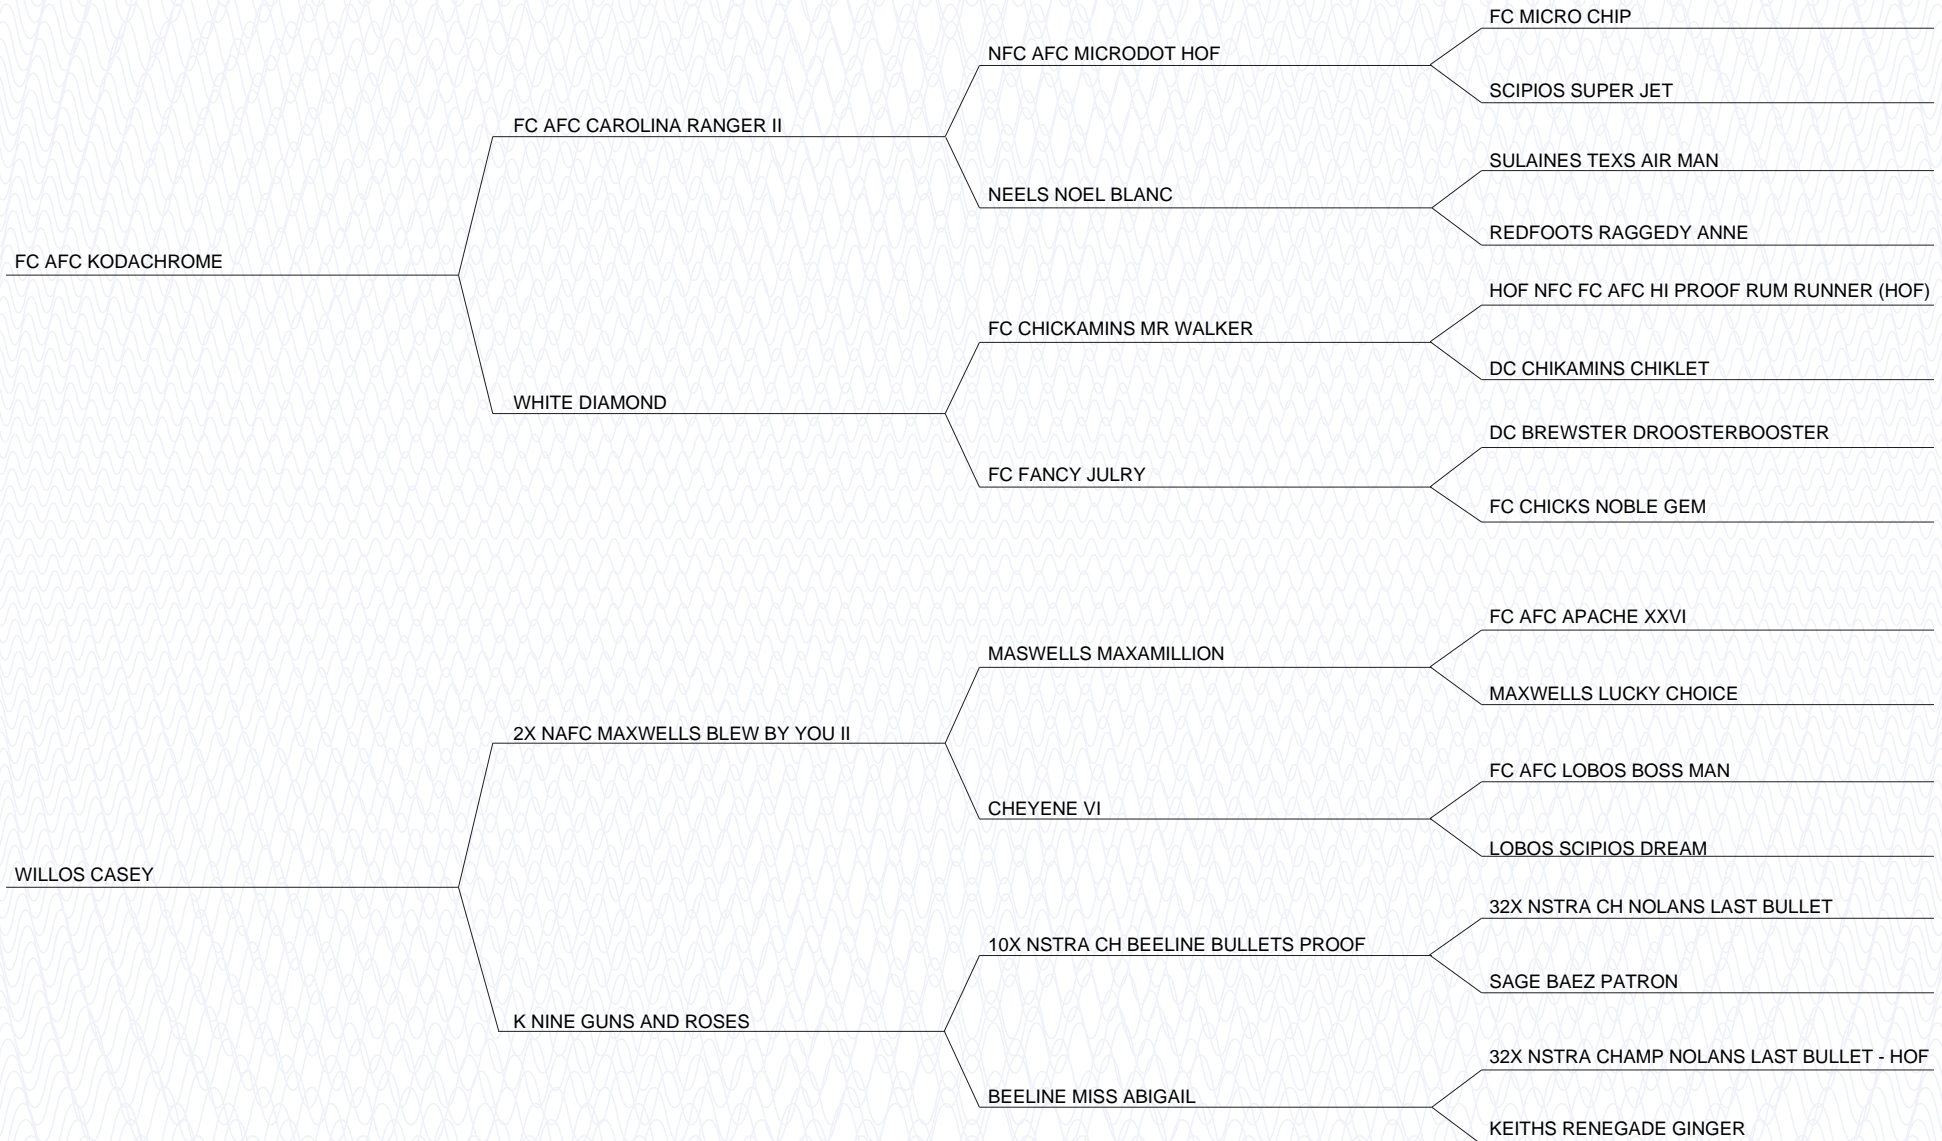 FC MICRO CHIP
NFC AFC MICRODOT HOF
SCIPIOS SUPER JET
FC AFC CAROLINA RANGER II
SULAINES TEXS AIR MAN
NEELS NOEL BLANC
REDFOOTS RAGGEDY ANNE
FC AFC KODACHROME
HOF NFC FC AFC HI PROOF RUM RUNNER (HOF)
FC CHICKAMINS MR WALKER
DC CHIKAMINS CHIKLET
WHITE DIAMOND
DC BREWSTER DROOSTERBOOSTER
FC FANCY JULRY
FC CHICKS NOBLE GEM
FC AFC APACHE XXVI
MASWELLS MAXAMILLION
MAXWELLS LUCKY CHOICE
2X NAFC MAXWELLS BLEW BY YOU II
FC AFC LOBOS BOSS MAN
CHEYENE VI
LOBOS SCIPIOS DREAM
WILLOS CASEY
32X NSTRA CH NOLANS LAST BULLET
10X NSTRA CH BEELINE BULLETS PROOF
SAGE BAEZ PATRON
K NINE GUNS AND ROSES
32X NSTRA CHAMP NOLANS LAST BULLET - HOF
BEELINE MISS ABIGAIL
KEITHS RENEGADE GINGER